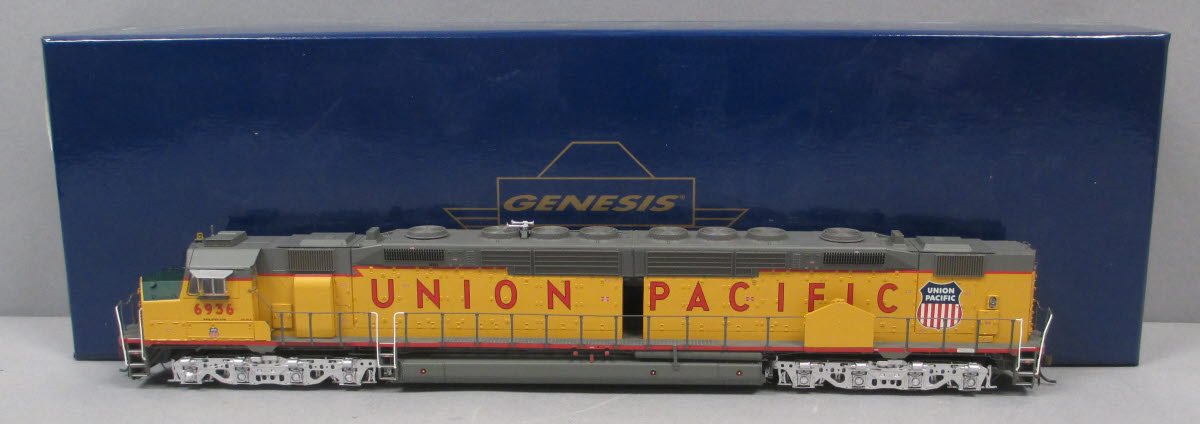 GENESIS
UNION PACIFIC
6936
UNION
PACIFIC